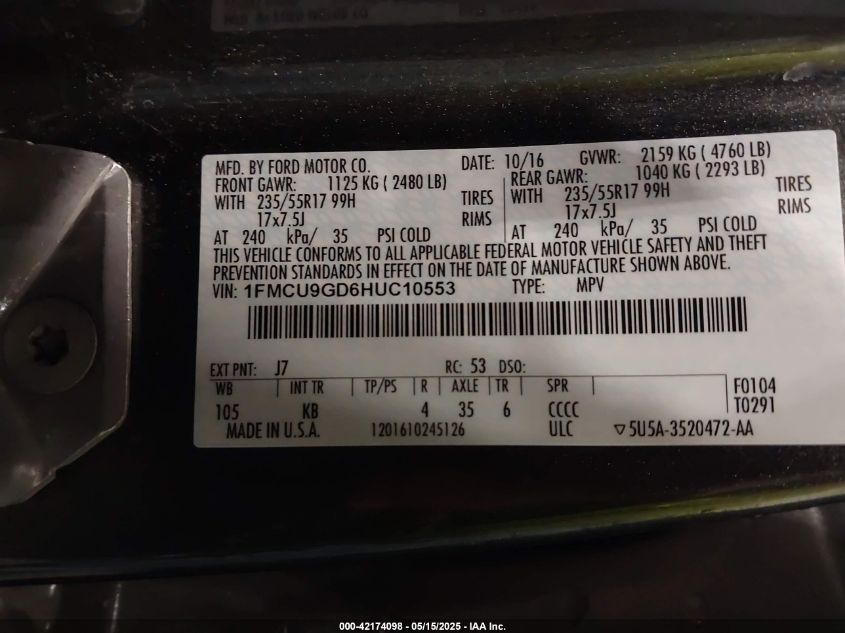 MFD. BY FORD MOTOR CO. DATE: 10/16 GVWR: 2159 KG ( 4760 LB)
FRONT GAWR: 1125 KG ( 2480 LB) REAR GAWR: 1040 KG ( 2293 LB)
WITH 235/55R17 99H TIRES WITH 235/55R17 99H TIRES
17x7.5J RIMS 17x7.5J RIMS
AT 240 kPa/ 35 PSI COLD AT 240 kPa/ 35 PSI COLD
THIS VEHICLE CONFORMS TO ALL APPLICABLE FEDERAL MOTOR VEHICLE SAFETY AND THEFT
PREVENTION STANDARDS IN EFFECT ON THE DATE OF MANUFACTURE SHOWN ABOVE.
VIN: 1FMCU9GD6HUC10553 TYPE: MPV
EXT PNT: J7 RC: 53 DSO:
WB INT TR TP/PS R AXLE TR SPR F0104
105 KB 4 35 6 CCCC T0291
MADE IN U.S.A. 1201610245126 ULC ▽5U5A-3520472-AA
000-42174098 - 05/15/2025 - IAA Inc.